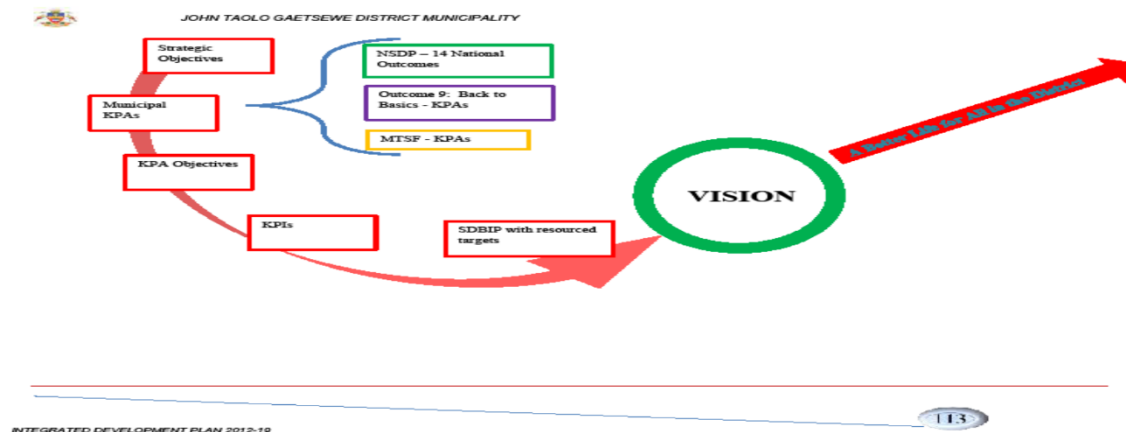 JOHN TAOLO GAETSEWE DISTRICT MUNICIPALITY
Strategic
Objectives
NSDP – 14 National
Outcomes
Municipal
KPAs
Outcome 9: Back to
Basics - KPAs
MTSF - KPAs
KPA Objectives
KPIs
SDBIP with resourced
targets
VISION
A Better Life for All in the District
113
INTEGRATED DEVELOPMENT PLAN 2012-19